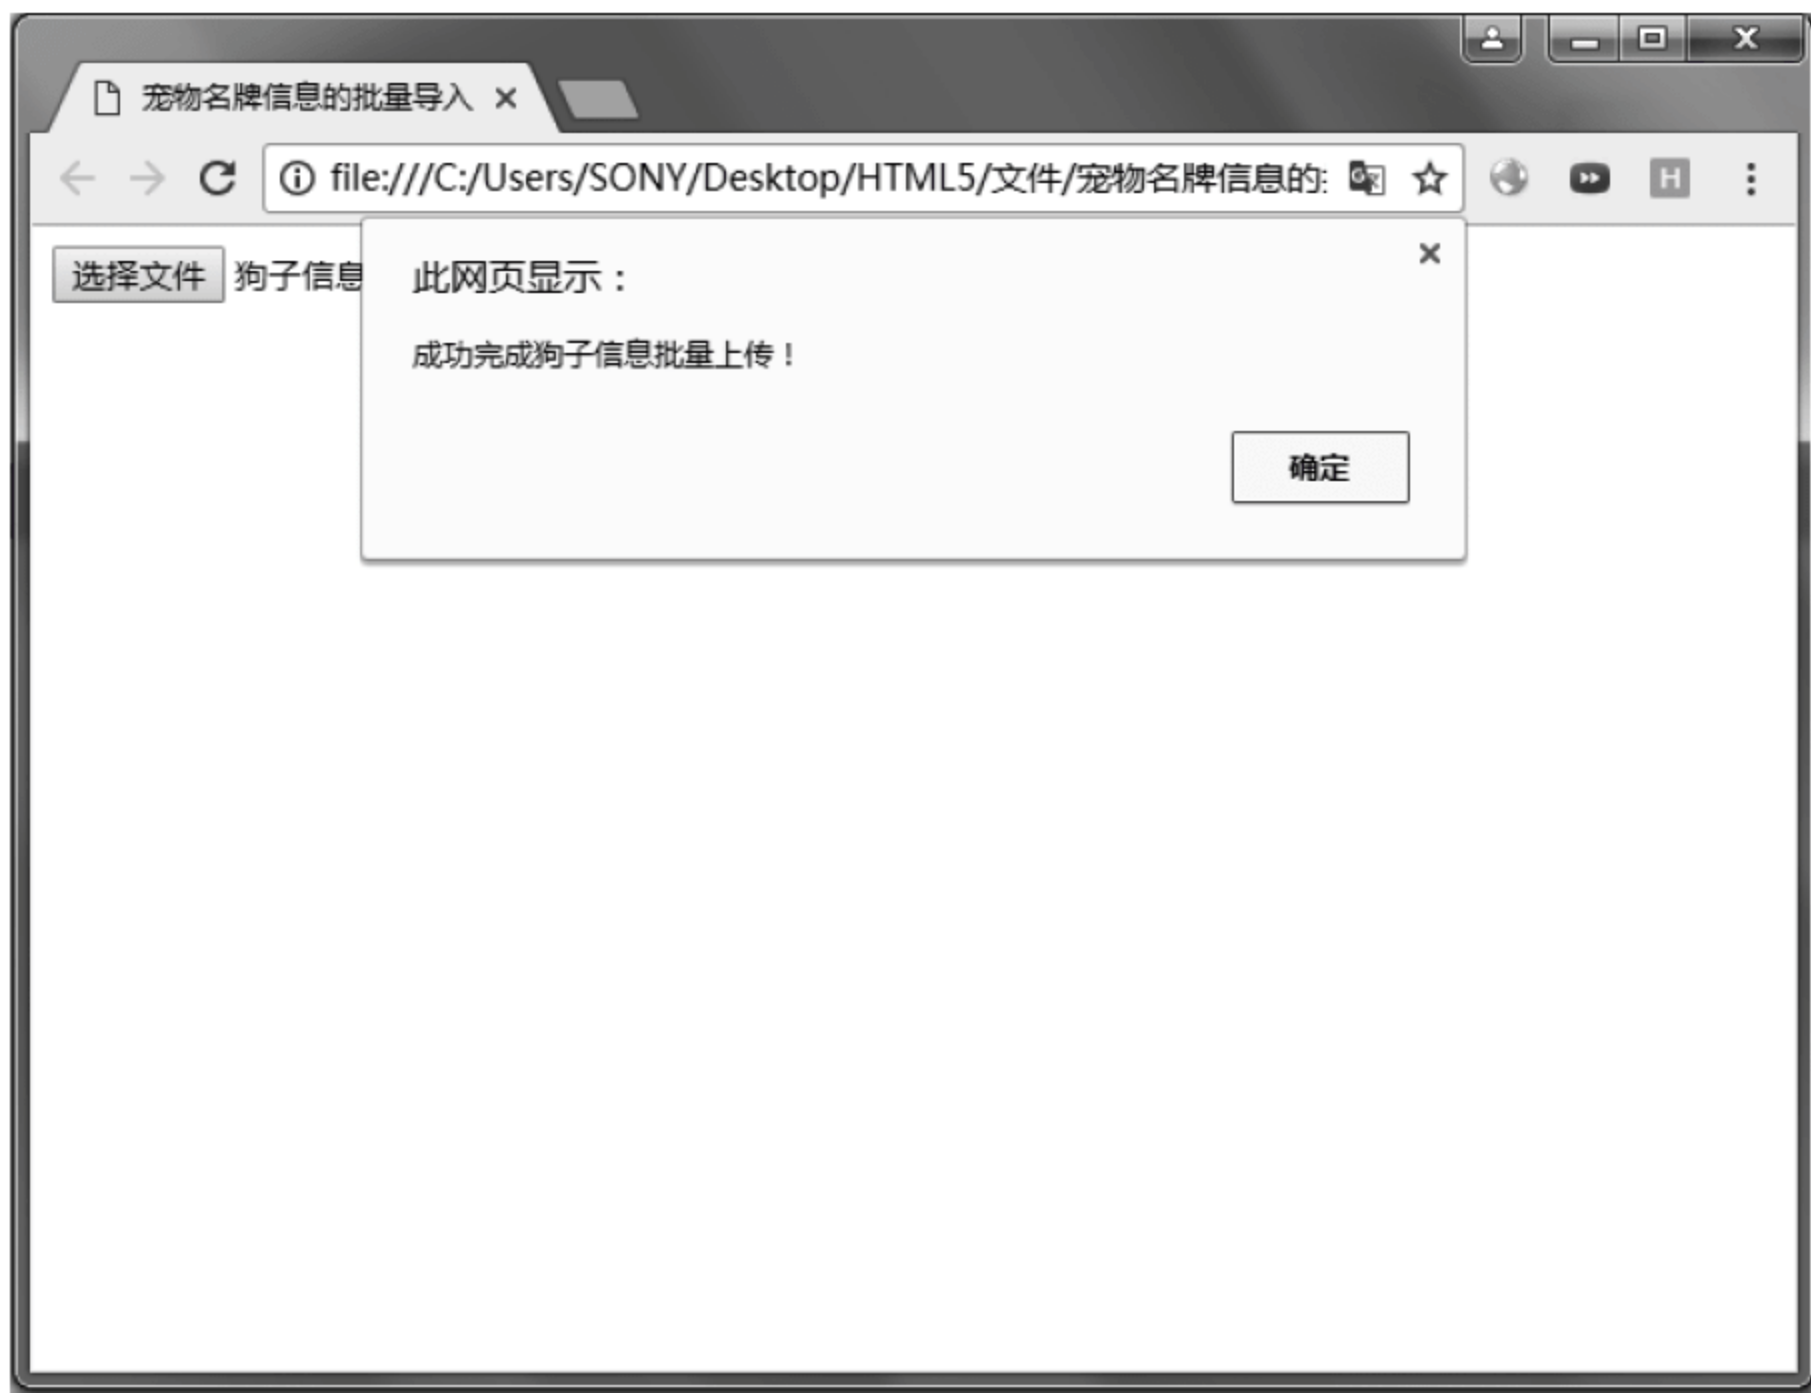 宠物名牌信息的批量导入
file:///C:/Users/SONY/Desktop/HTML5/文件/宠物名牌信息的
选择文件 狗子信息
此网页显示：
成功完成狗子信息批量上传！
确定
H